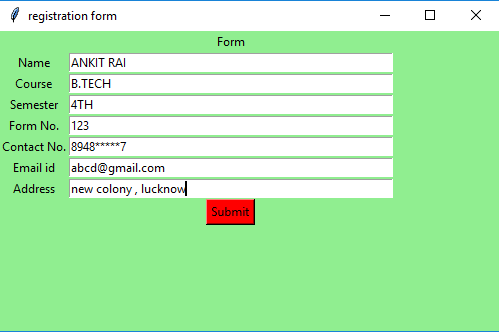 registration form
Form
Name ANKIT RAI
Course B.TECH
Semester 4TH
Form No. 123
Contact No. 8948*****7
Email id abcd@gmail.com
Address new colony , lucknow
Submit